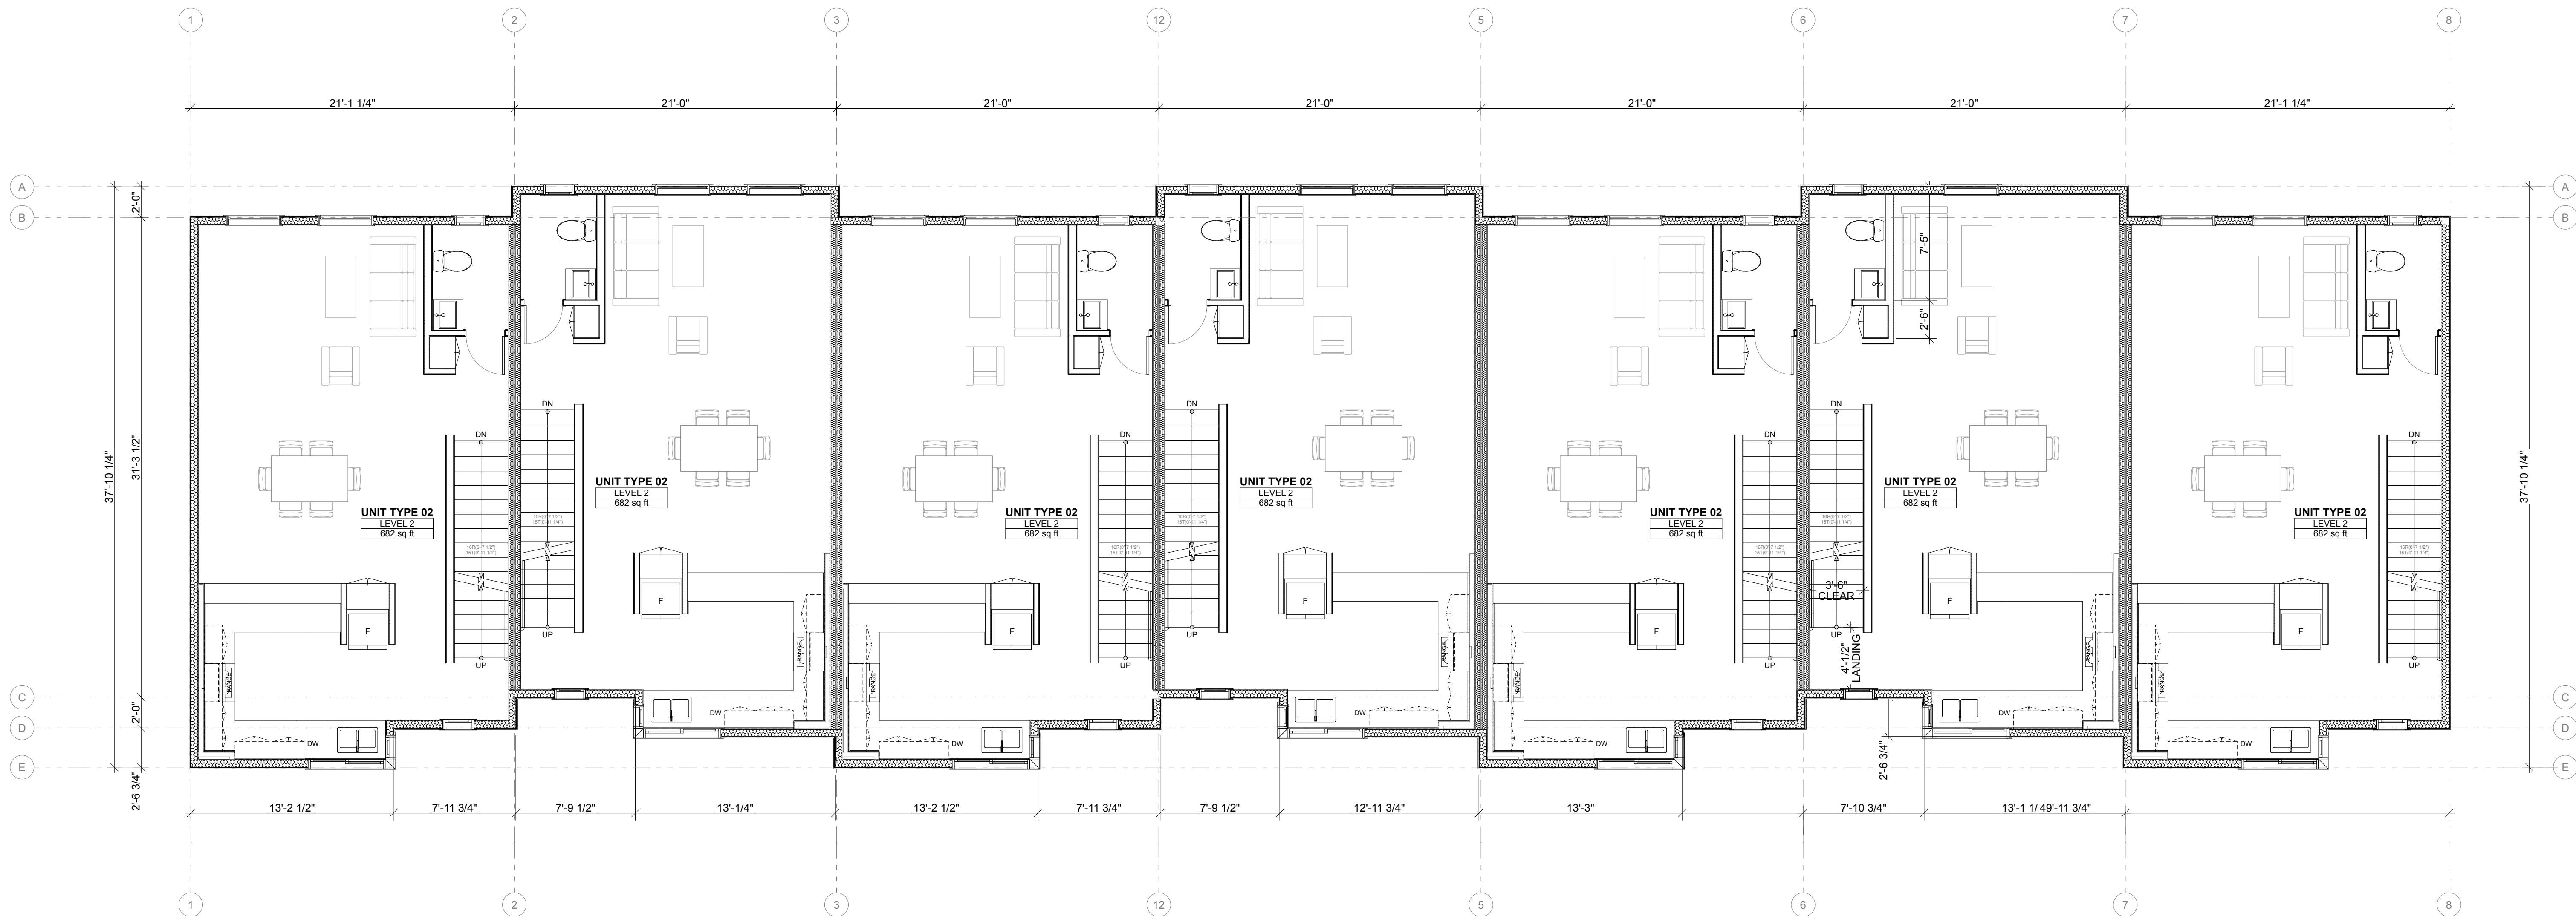 1 2 3 12 5 6 7 8
21'-1 1/4" 21'-0" 21'-0" 21'-0" 21'-0" 21'-0" 21'-1 1/4"
A A
2'-0"
B B
7'-5"
2'-6"
DN DN DN DN DN DN DN
37'-10 1/4" 31'-3 1/2" 37'-10 1/4"
UNIT TYPE 02 UNIT TYPE 02 UNIT TYPE 02
LEVEL 2 LEVEL 2 LEVEL 2
682 sq ft 682 sq ft 682 sq ft
UNIT TYPE 02 UNIT TYPE 02 UNIT TYPE 02 UNIT TYPE 02
LEVEL 2 LEVEL 2 LEVEL 2 LEVEL 2
682 sq ft 682 sq ft 682 sq ft 682 sq ft
3'-6"
CLEAR
F F F F F F F
UP UP UP UP UP UP UP
4'-1/2"
LANDING
RANGE RANGE RANGE RANGE RANGE RANGE RANGE
C C
2'-0"
DW DW DW
D D
DW DW DW DW
2'-6 3/4"
E E
2'-6 3/4"
13'-2 1/2" 7'-11 3/4" 7'-9 1/2" 13'-1/4" 13'-2 1/2" 7'-11 3/4" 7'-9 1/2" 12'-11 3/4" 13'-3" 7'-10 3/4" 13'-1 1/49'-11 3/4"
1 2 3 12 5 6 7 8